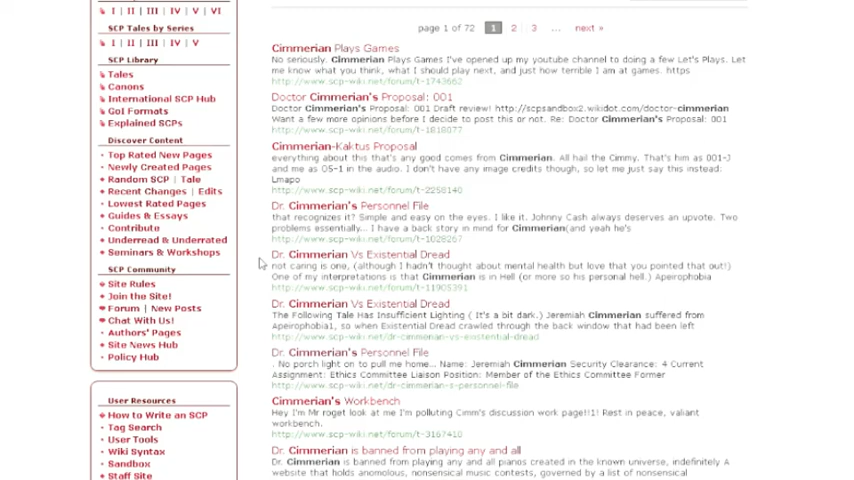 I | II | III | IV | V | VI
SCP Tales by Series
I | II | III | IV | V
SCP Library
Tales
Canons
International SCP Hub
GoI Formats
Explained SCPs
Discover Content
Top Rated New Pages
Newly Created Pages
Random SCP | Tale
Recent Changes | Edits
Lowest Rated Pages
Guides & Essays
Contribute
Underread & Underrated
Seminars & Workshops
SCP Community
Site Rules
Join the Site!
Forum | New Posts
Chat With Us!
Authors' Pages
Site News Hub
Policy Hub
User Resources
How to Write an SCP
Tag Search
User Tools
Wiki Syntax
Sandbox
Staff Site
page 1 of 72 1 2 3 ... next »
Cimmerian Plays Games
No seriously. Cimmerian Plays Games I've opened up my youtube channel to doing a few Let's Plays. Let
me know what you think, what I should play next, and just how terrible I am at games. https
http://www.scp-wiki.net/forum/t-1743662
Doctor Cimmerian's Proposal: 001
Doctor Cimmerian's Proposal: 001 Draft review! http://scpsandbox2.wikidot.com/doctor-cimmerian
Want a few more opinions before I decide to post this or not. Re: Doctor Cimmerian's Proposal: 001
http://www.scp-wiki.net/forum/t-1818077
Cimmerian-Kaktus Proposal
everything about this that's any good comes from Cimmerian. All hail the Cimmy. That's him as 001-J
and me as O5-1 in the audio. I don't have any image credits though, so let me just say this instead:
Lmapo
http://www.scp-wiki.net/forum/t-2258140
Dr. Cimmerian's Personnel File
that recognizes it? Simple and easy on the eyes. I like it. Johnny Cash always deserves an upvote. Two
problems essentially... I have a back story in mind for Cimmerian(and yeah he's
http://www.scp-wiki.net/forum/t-1028267
Dr. Cimmerian Vs Existential Dread
not caring is one, (although I hadn't thought about mental health but love that you pointed that out!)
One of my interpretations is that Cimmerian is in Hell (or more so his personal hell.) Apeirophobia
http://www.scp-wiki.net/forum/t-11905391
Dr. Cimmerian Vs Existential Dread
The Following Tale Has Insufficient Lighting ( It's a bit dark.) Jeremiah Cimmerian suffered from
Apeirophobia1, so when Existential Dread crawled through the back window that had been left
http://www.scp-wiki.net/dr-cimmerian-vs-existential-dread
Dr. Cimmerian's Personnel File
. No porch light on to pull me home... Name: Jeremiah Cimmerian Security Clearance: 4 Current
Assignment: Ethics Committee Liaison Position: Member of the Ethics Committee Former
http://www.scp-wiki.net/dr-cimmerian-s-personnel-file
Cimmerian's Workbench
Hey I'm Mr roget look at me I'm polluting Cimm's discussion work page!!1! Rest in peace, valiant
workbench.
http://www.scp-wiki.net/forum/t-3167410
Dr. Cimmerian is banned from playing any and all
Dr. Cimmerian is banned from playing any and all pianos created in the known universe, indefinitely A
website that holds anomolous, nonsensical music contests, governed by a list of nonsensical